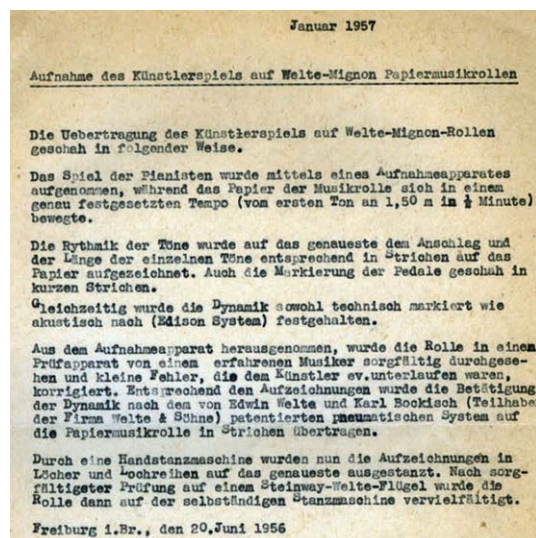 Januar 1957
Aufnahme des Künstlerspiels auf Welte-Mignon Papiermusikrollen
Die Uebertragung des Künstlerspiels auf Welte-Mignon-Rollen
geschah in folgender Weise.
Das Spiel der Pianisten wurde mittels eines Aufnahmeapparates
aufgenommen, während das Papier der Musikrolle sich in einem
genau festgesetzten Tempo (vom ersten Ton an 1,50 m in ½ Minute)
bewegte.
Die Rythmik der Töne wurde auf das genaueste dem Anschlag und
der Länge der einzelnen Töne entsprechend in Strichen auf das
Papier aufgezeichnet. Auch die Markierung der Pedale geschah in
kurzen Strichen.
Gleichzeitig wurde die Dynamik sowohl technisch markiert wie
akustisch nach (Edison System) festgehalten.
Aus dem Aufnahmeapparat herausgenommen, wurde die Rolle in einem
Prüfapparat von einem erfahrenen Musiker sorgfältig durchgese-
hen und kleine Fehler, die dem Künstler ev.unterlaufen waren,
korrigiert. Entsprechend den Aufzeichnungen wurde die Betätigung
der Dynamik nach dem von Edwin Welte und Karl Bockisch (Teilhabe
der Firma Welte & Söhne) patentierten pneumatischen System auf
die Papiermusikrolle in Strichen übertragen.
Durch eine Handstanzmaschine wurden nun die Aufzeichnungen in
Löcher und Lochreihen auf das genaueste ausgestanzt. Nach sorg-
fältigster Prüfung auf einem Steinway-Welte-Flügel wurde die
Rolle dann auf der selbständigen Stanzmaschine vervielfältigt.
Freiburg i.Br., den 20.Juni 1956